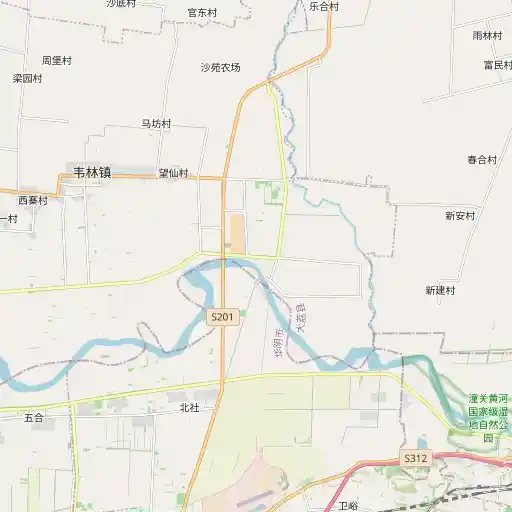 沙底村
官东村
乐合村
雨林村
富民村
周堡村
沙苑农场
梁园村
马坊村
春合村
韦林镇
望仙村
西寨村
一村
新安村
新建村
S201
大荔县
华阴市
潼关黄河
国家级湿
地自然公
园
北社
五合
S312
卫峪